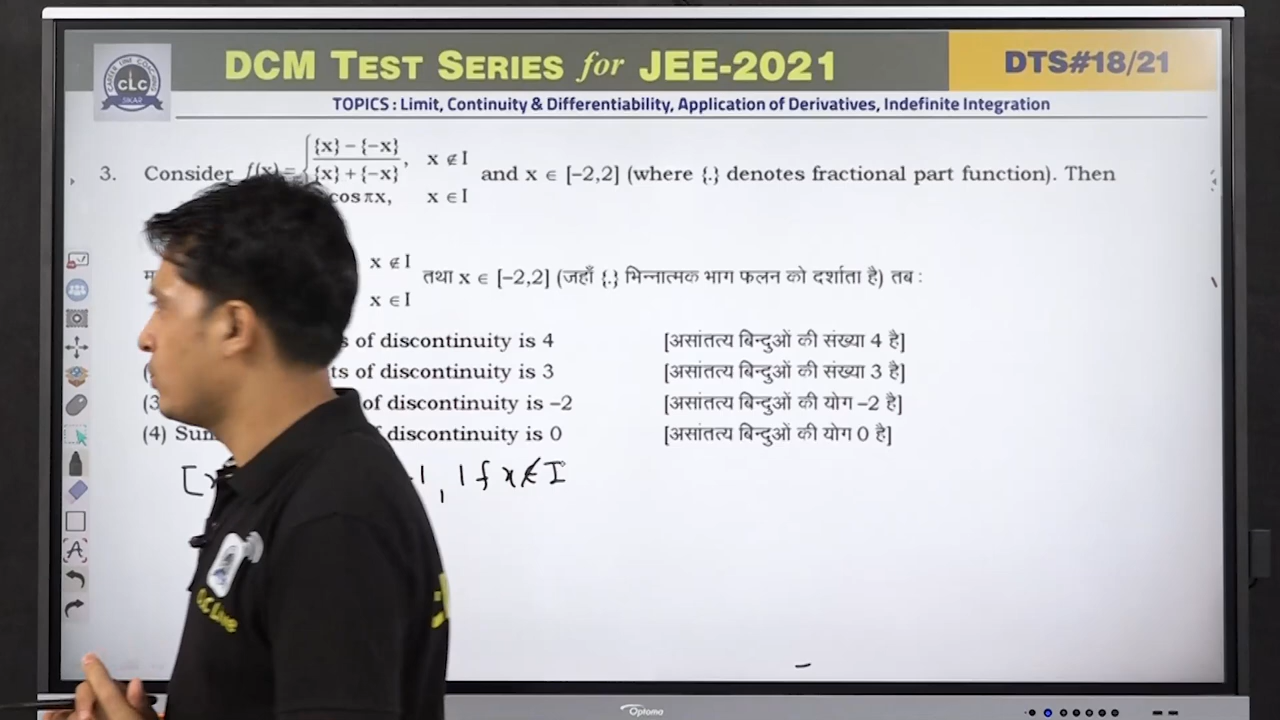 DCM TEST SERIES for JEE-2021
DTS#18/21
CLC
SIKAR
TOPICS : Limit, Continuity & Differentiability, Application of Derivatives, Indefinite Integration
3. Consider f(x) = {x} − {−x} / {x} + {−x}, x ∉ I and x ∈ [−2,2] (where {.} denotes fractional part function). Then
cos πx, x ∈ I
x ∉ I
तथा x ∈ [−2,2] (जहाँ {.} भिन्नात्मक भाग फलन को दर्शाता है) तब :
x ∈ I
of discontinuity is 4 [असांतत्य बिन्दुओं की संख्या 4 है]
of discontinuity is 3 [असांतत्य बिन्दुओं की संख्या 3 है]
of discontinuity is −2 [असांतत्य बिन्दुओं की योग −2 है]
(4) discontinuity is 0 [असांतत्य बिन्दुओं की योग 0 है]
1, If x ∉ I
Optoma